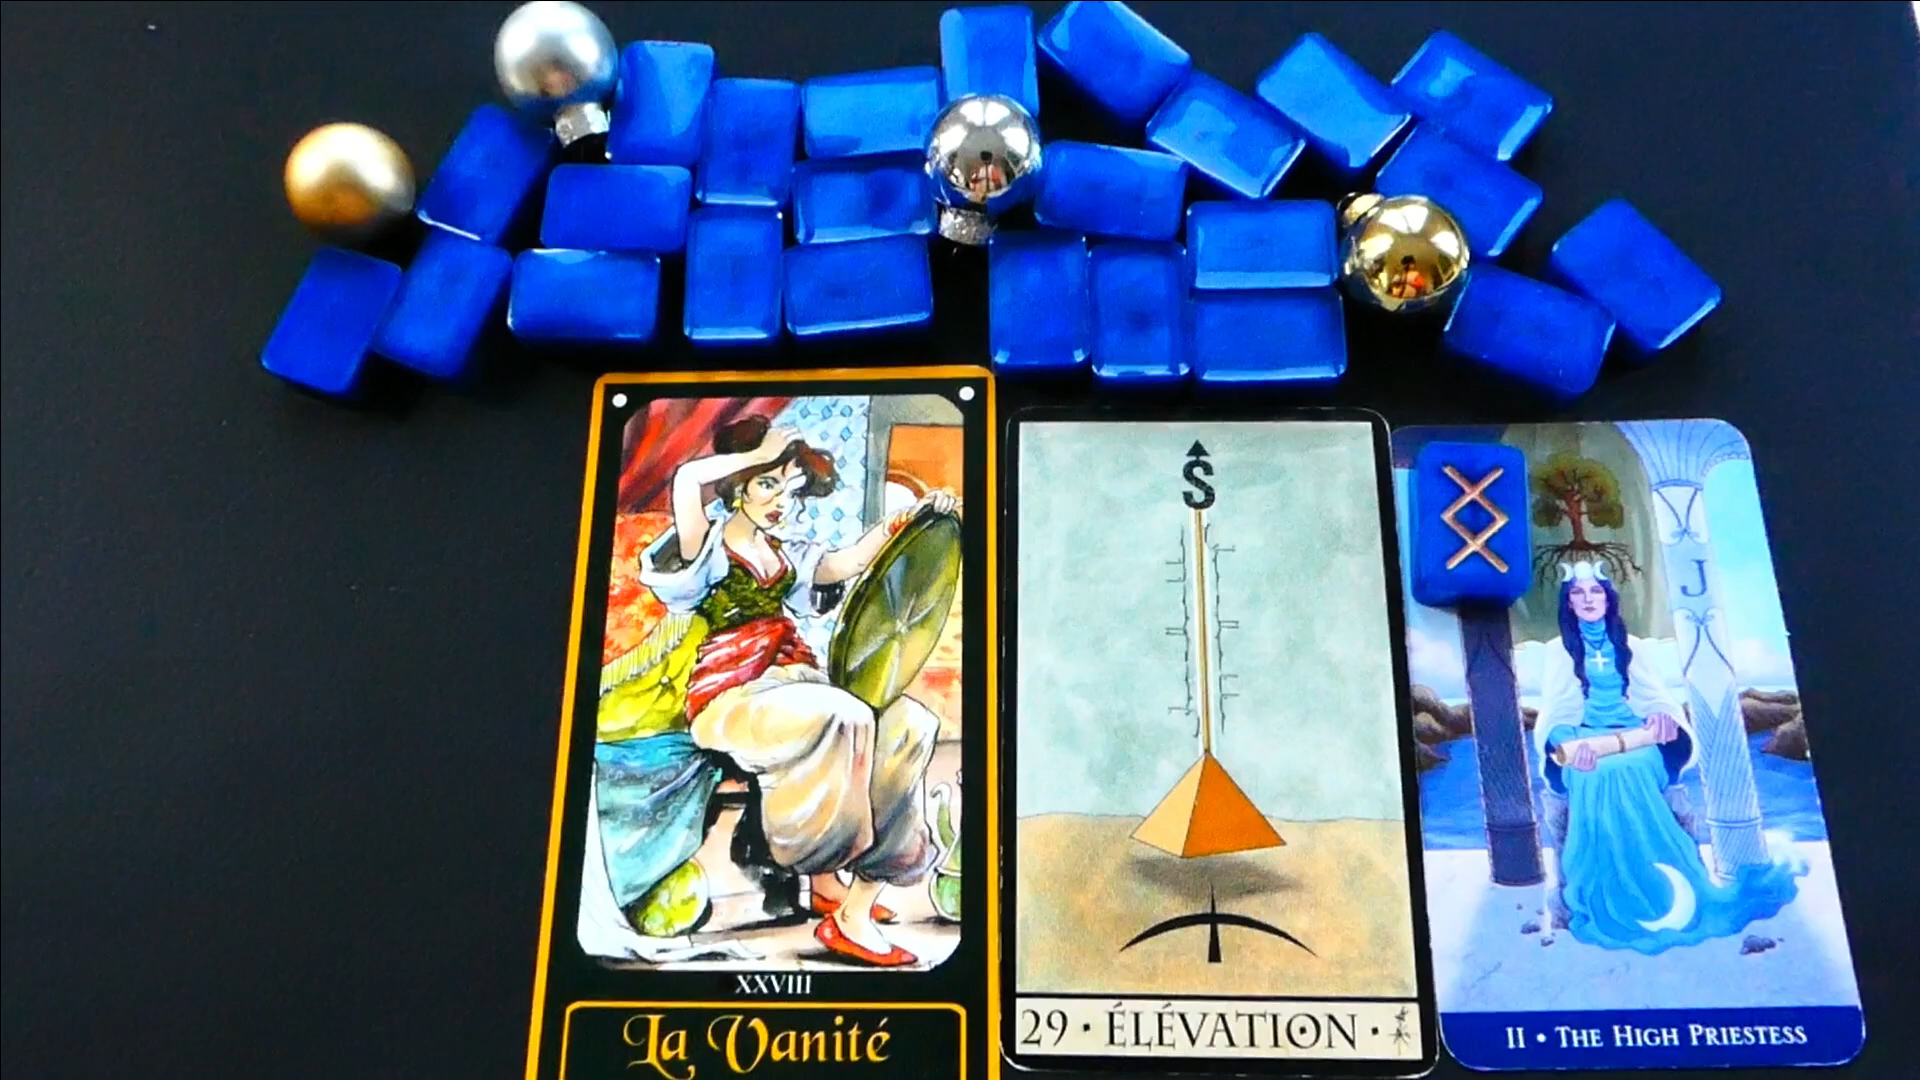 XXVIII
La Vanité
S
29 • ÉLÉVATION •
J
II • THE HIGH PRIESTESS